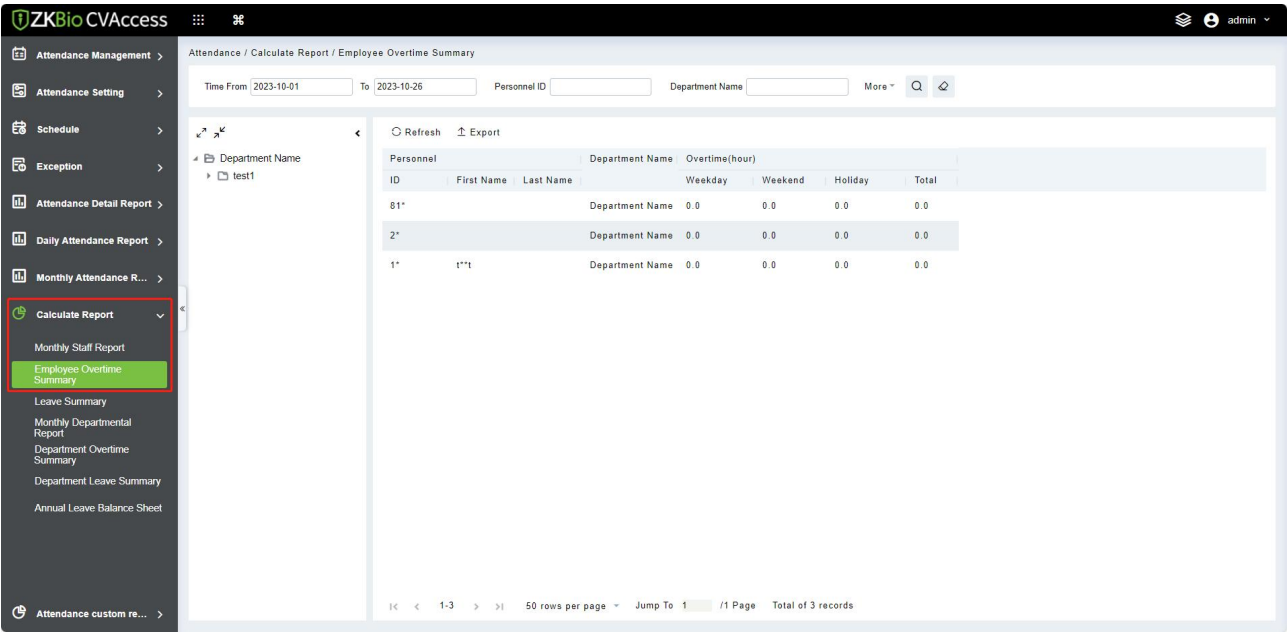 ZKBio CVAccess
admin
Attendance Management
Attendance Setting
Schedule
Exception
Attendance Detail Report
Daily Attendance Report
Monthly Attendance R...
Calculate Report
Monthly Staff Report
Employee Overtime
Summary
Leave Summary
Monthly Departmental
Report
Department Overtime
Summary
Department Leave Summary
Annual Leave Balance Sheet
Attendance custom re...
Attendance / Calculate Report / Employee Overtime Summary
Time From 2023-10-01 To 2023-10-26 Personnel ID Department Name More
Department Name
test1
Refresh Export
Personnel Department Name Overtime(hour)
ID First Name Last Name Weekday Weekend Holiday Total
81* Department Name 0.0 0.0 0.0 0.0
2* Department Name 0.0 0.0 0.0 0.0
1* t**t Department Name 0.0 0.0 0.0 0.0
1-3 50 rows per page Jump To 1 /1 Page Total of 3 records